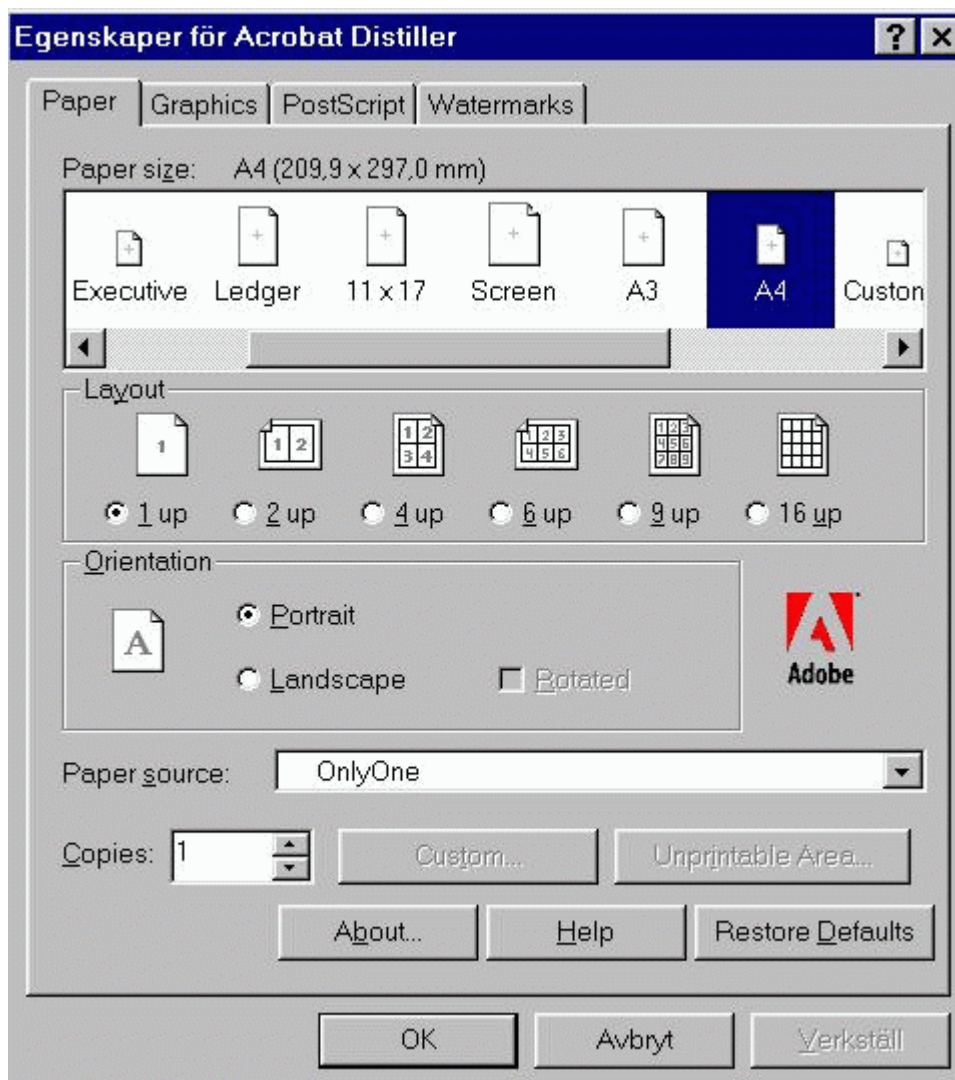 Egenskaper för Acrobat Distiller
Paper Graphics PostScript Watermarks
Paper size: A4 (209,9 x 297,0 mm)
Executive Ledger 11 x 17 Screen A3 A4 Custom
Layout
1 1 2 1 2 3 4 1 2 3 4 5 6 1 2 3 4 5 6 7 8 9
1 up 2 up 4 up 6 up 9 up 16 up
Orientation
A Portrait
Landscape Rotated
Adobe
Paper source: OnlyOne
Copies: 1 Custom... Unprintable Area...
About... Help Restore Defaults
OK Avbryt Verkställ